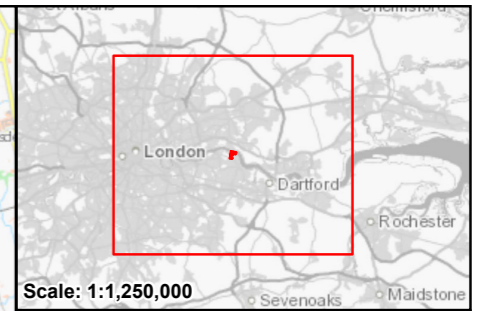 London
Dartford
Rochester
Scale: 1:1,250,000
Sevenoaks
Maidstone